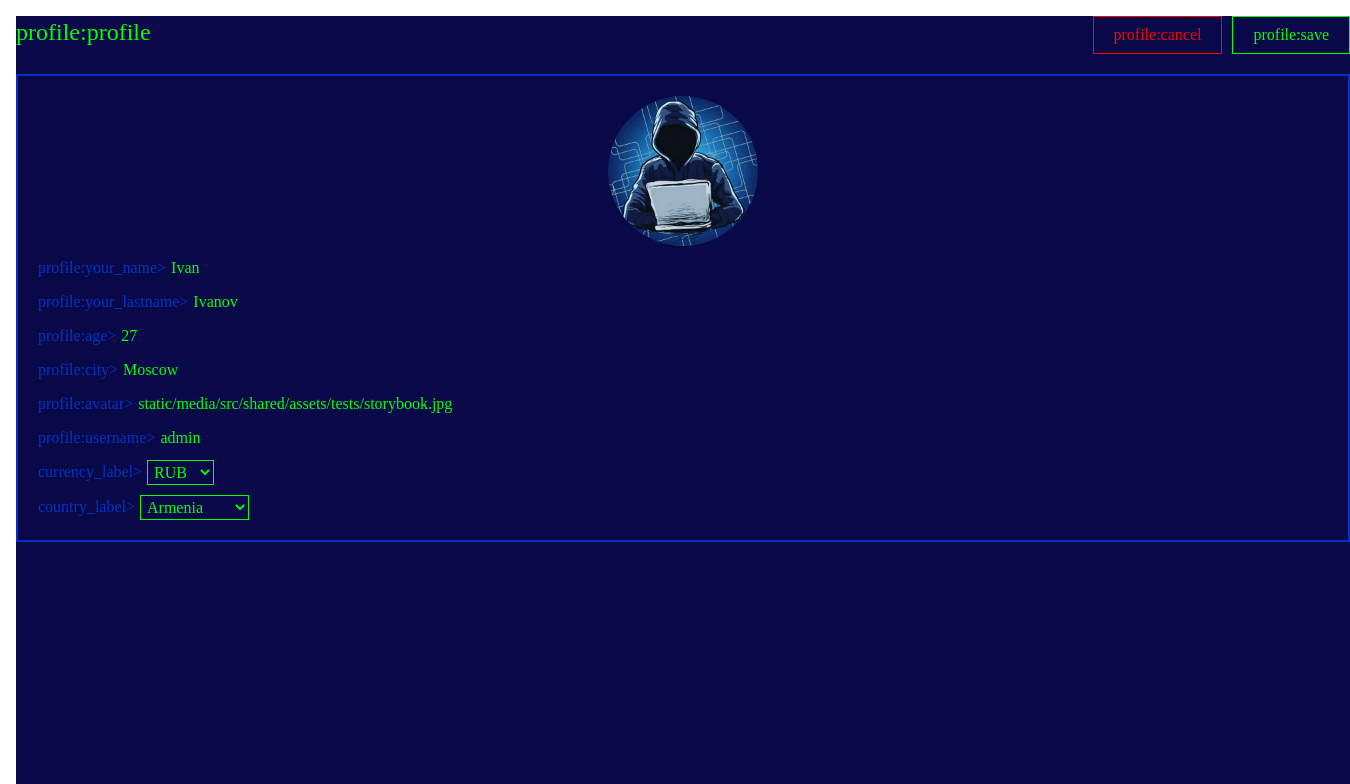 profile:profile
profile:cancel
profile:save
profile:your_name> Ivan
profile:your_lastname> Ivanov
profile:age> 27
profile:city> Moscow
profile:avatar> static/media/src/shared/assets/tests/storybook.jpg
profile:username> admin
currency_label> RUB
country_label> Armenia